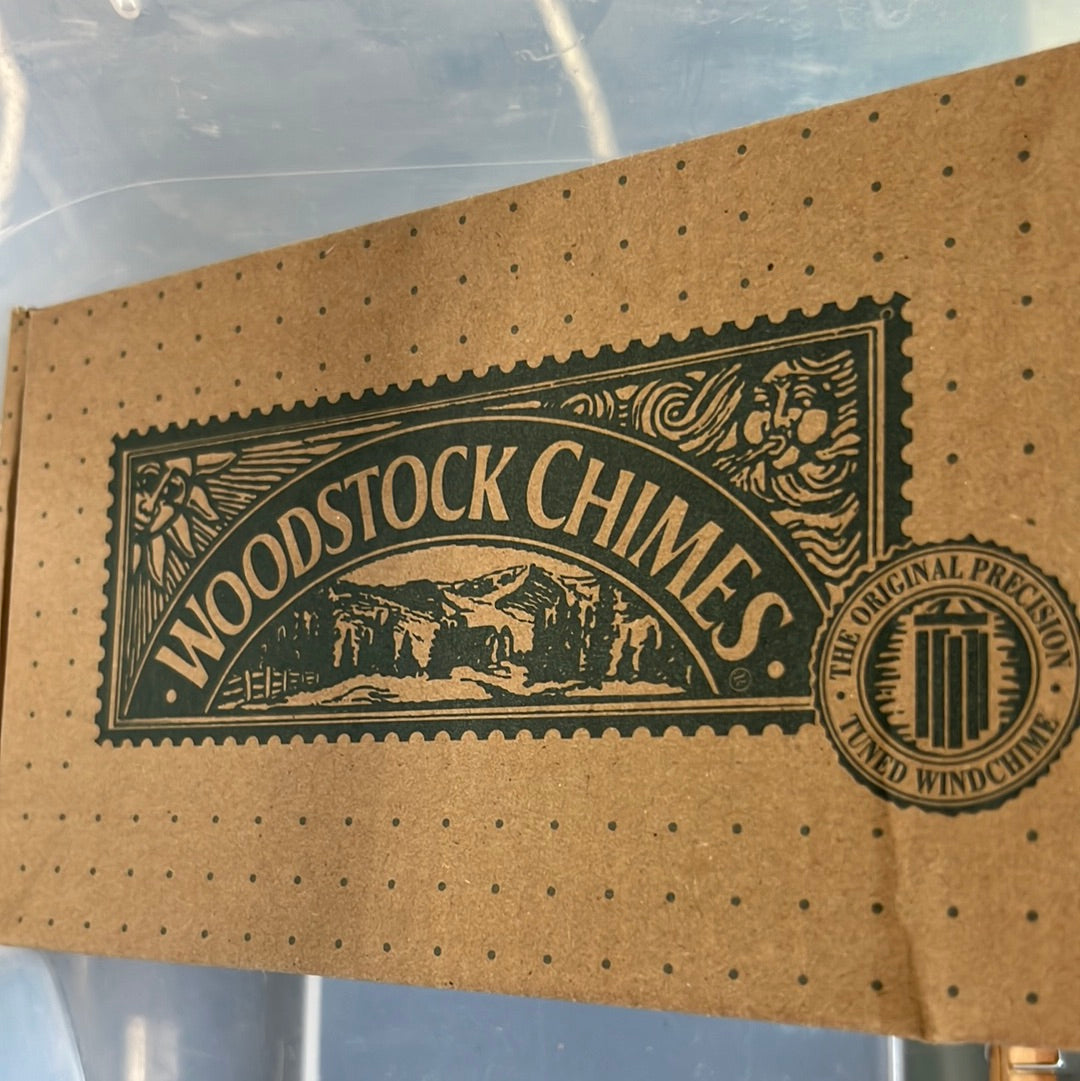 WOODSTOCK CHIMES
THE ORIGINAL PRECISION
TUNED WINDCHIME